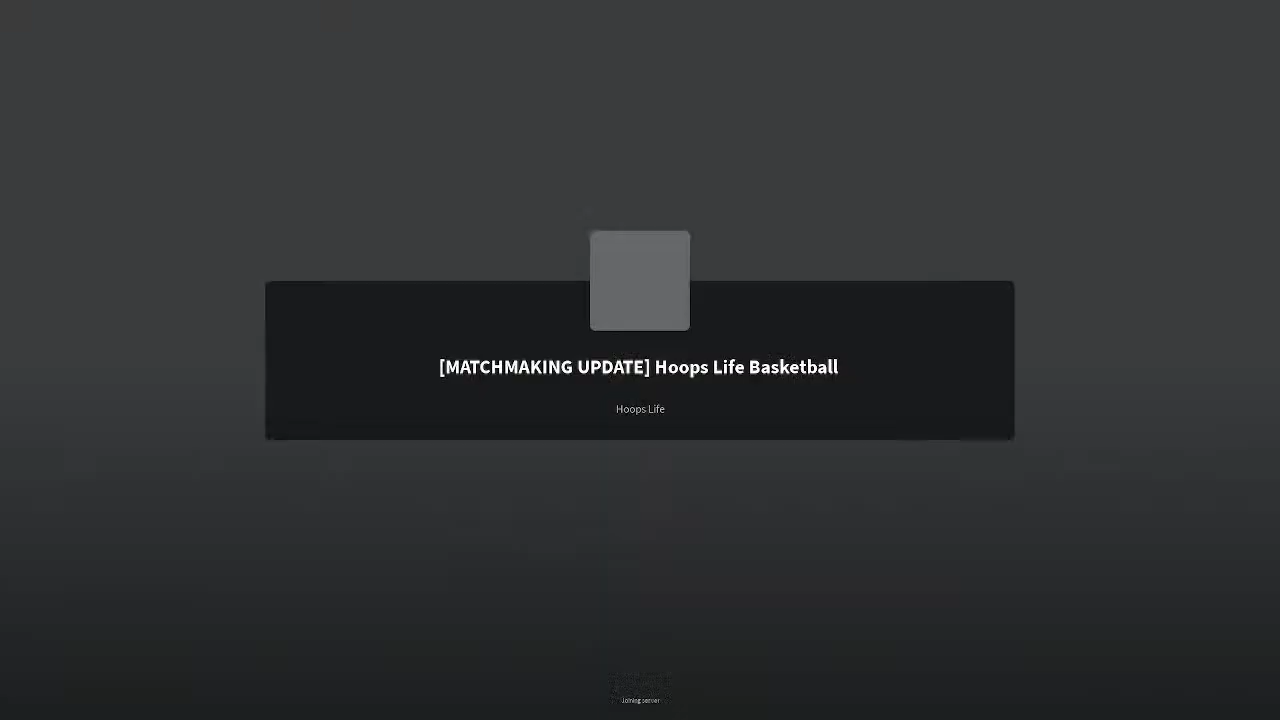 [MATCHMAKING UPDATE] Hoops Life Basketball
Hoops Life
Joining server